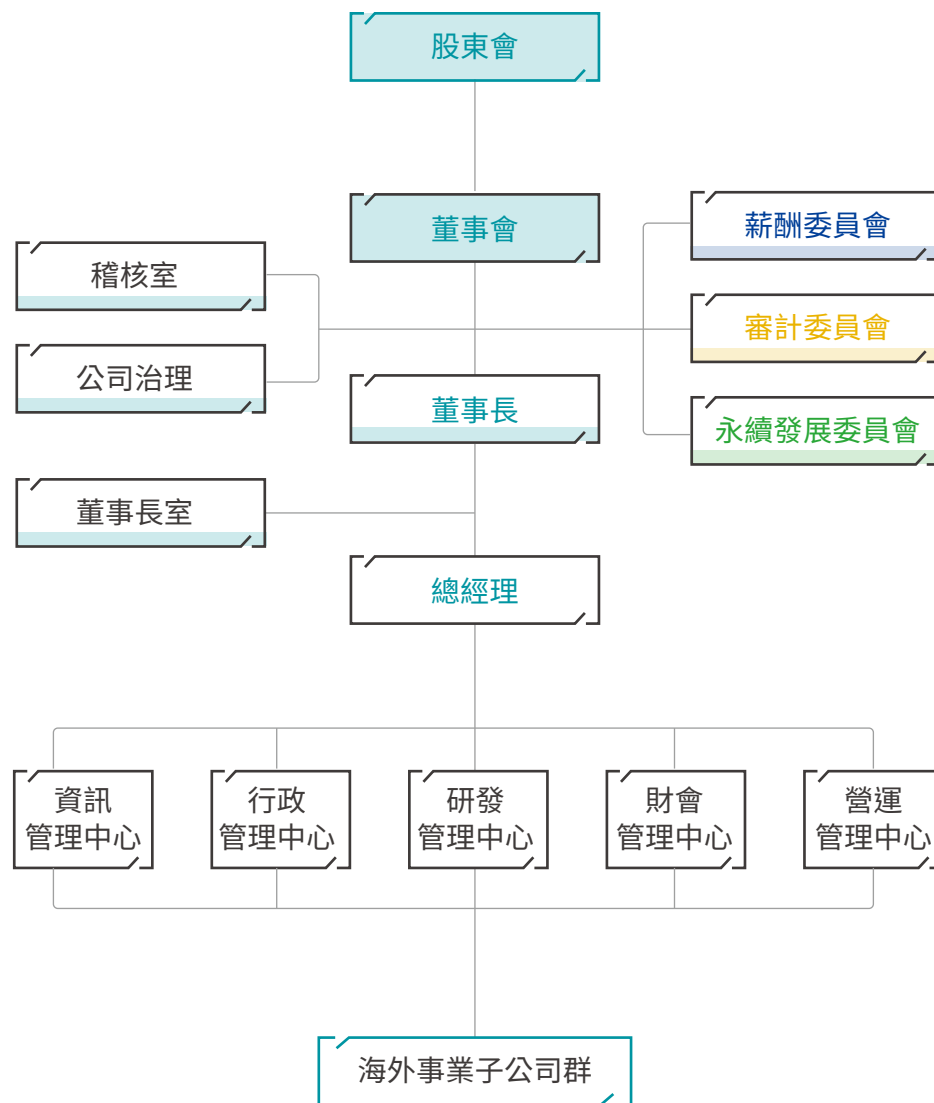 股東會
董事會
薪酬委員會
稽核室
審計委員會
公司治理
董事長
永續發展委員會
董事長室
總經理
資訊
管理中心
行政
管理中心
研發
管理中心
財會
管理中心
營運
管理中心
海外事業子公司群